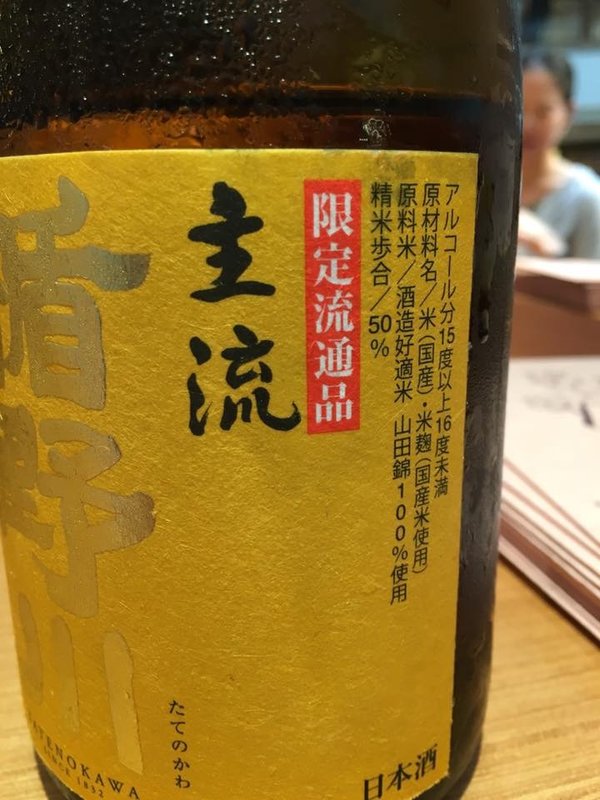 アルコール分15度以上16度未満
原材料名／米(国産)・米麹(国産米使用)
原料米／酒造好適米 山田錦100%使用
精米歩合／50%
限定流通品
主流
楯野川
たてのかわ
TATENOKAWA
SINCE 1832
日本酒